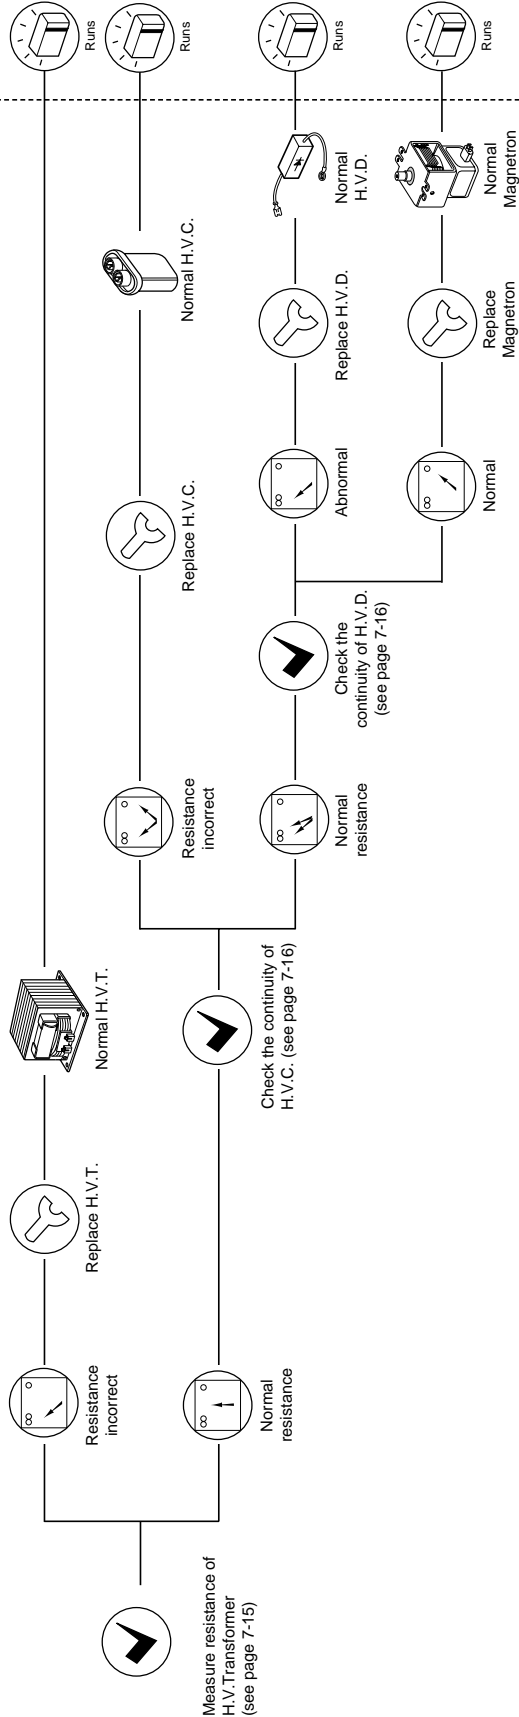 Measure resistance of
H.V.Transformer
(see page 7-15)
Resistance
incorrect
Replace H.V.T.
Normal H.V.T.
Runs
Normal
resistance
Check the continuity of
H.V.C. (see page 7-16)
Resistance
incorrect
Replace H.V.C.
Normal H.V.C.
Runs
Normal
resistance
Check the
continuity of H.V.D.
(see page 7-16)
Abnormal
Replace H.V.D.
Normal
H.V.D.
Runs
Normal
Replace
Magnetron
Normal
Magnetron
Runs